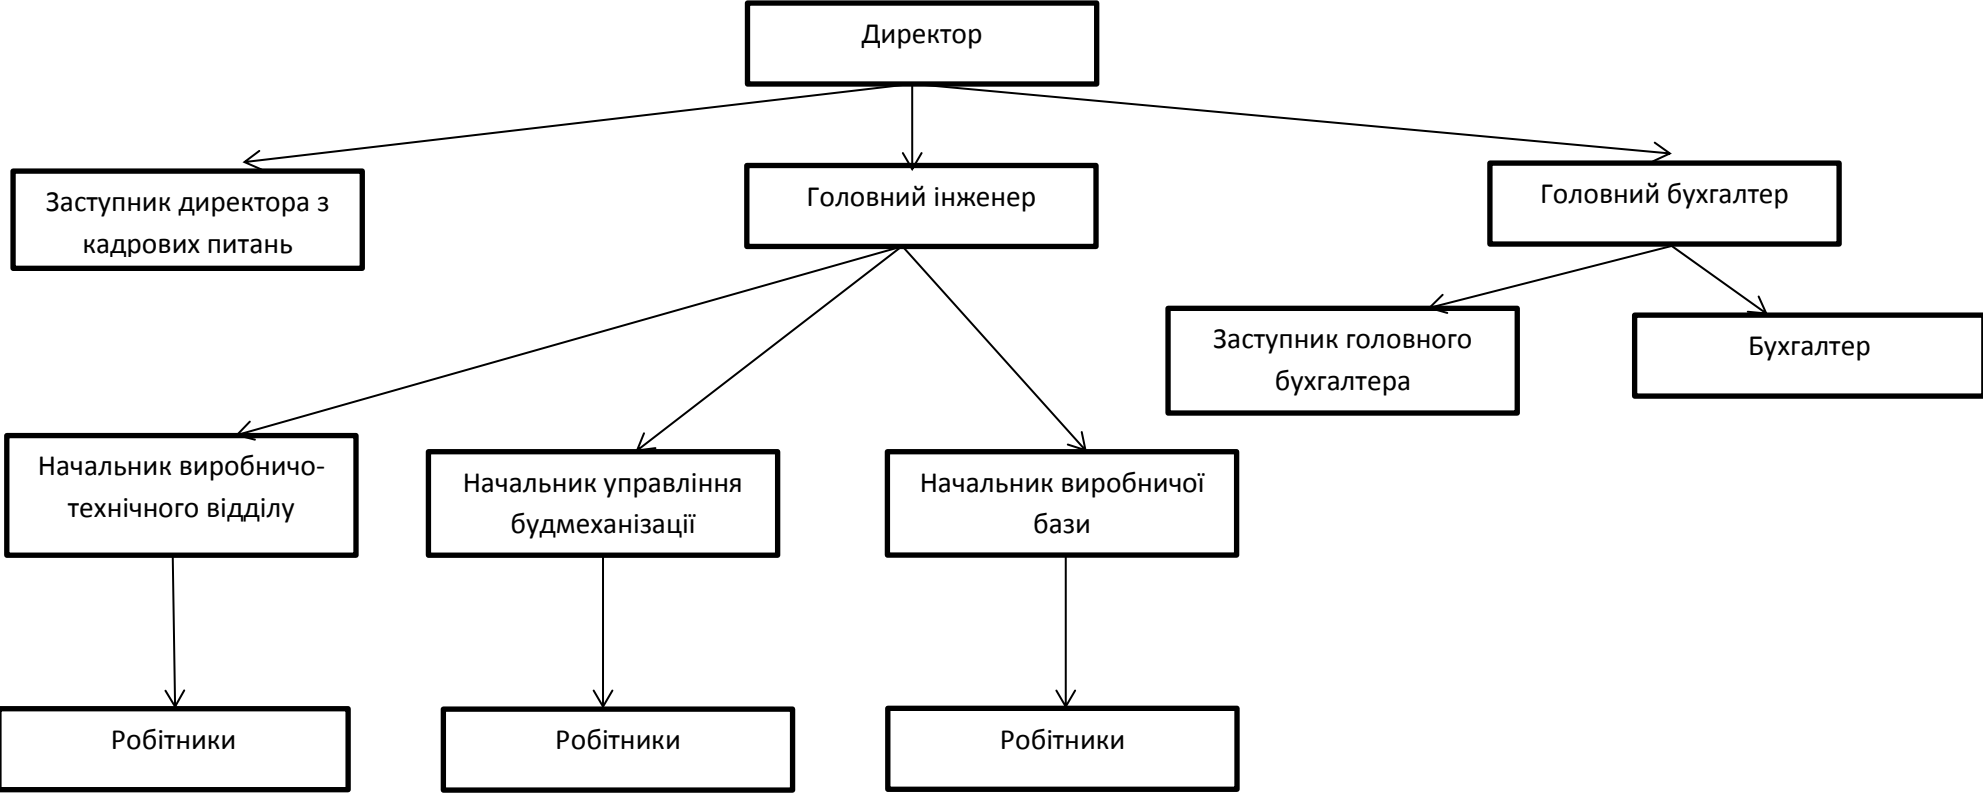 Директор
Заступник директора з
кадрових питань
Головний інженер
Головний бухгалтер
Заступник головного
бухгалтера
Бухгалтер
Начальник виробничо-
технічного відділу
Начальник управління
будмеханізації
Начальник виробничої
бази
Робітники
Робітники
Робітники